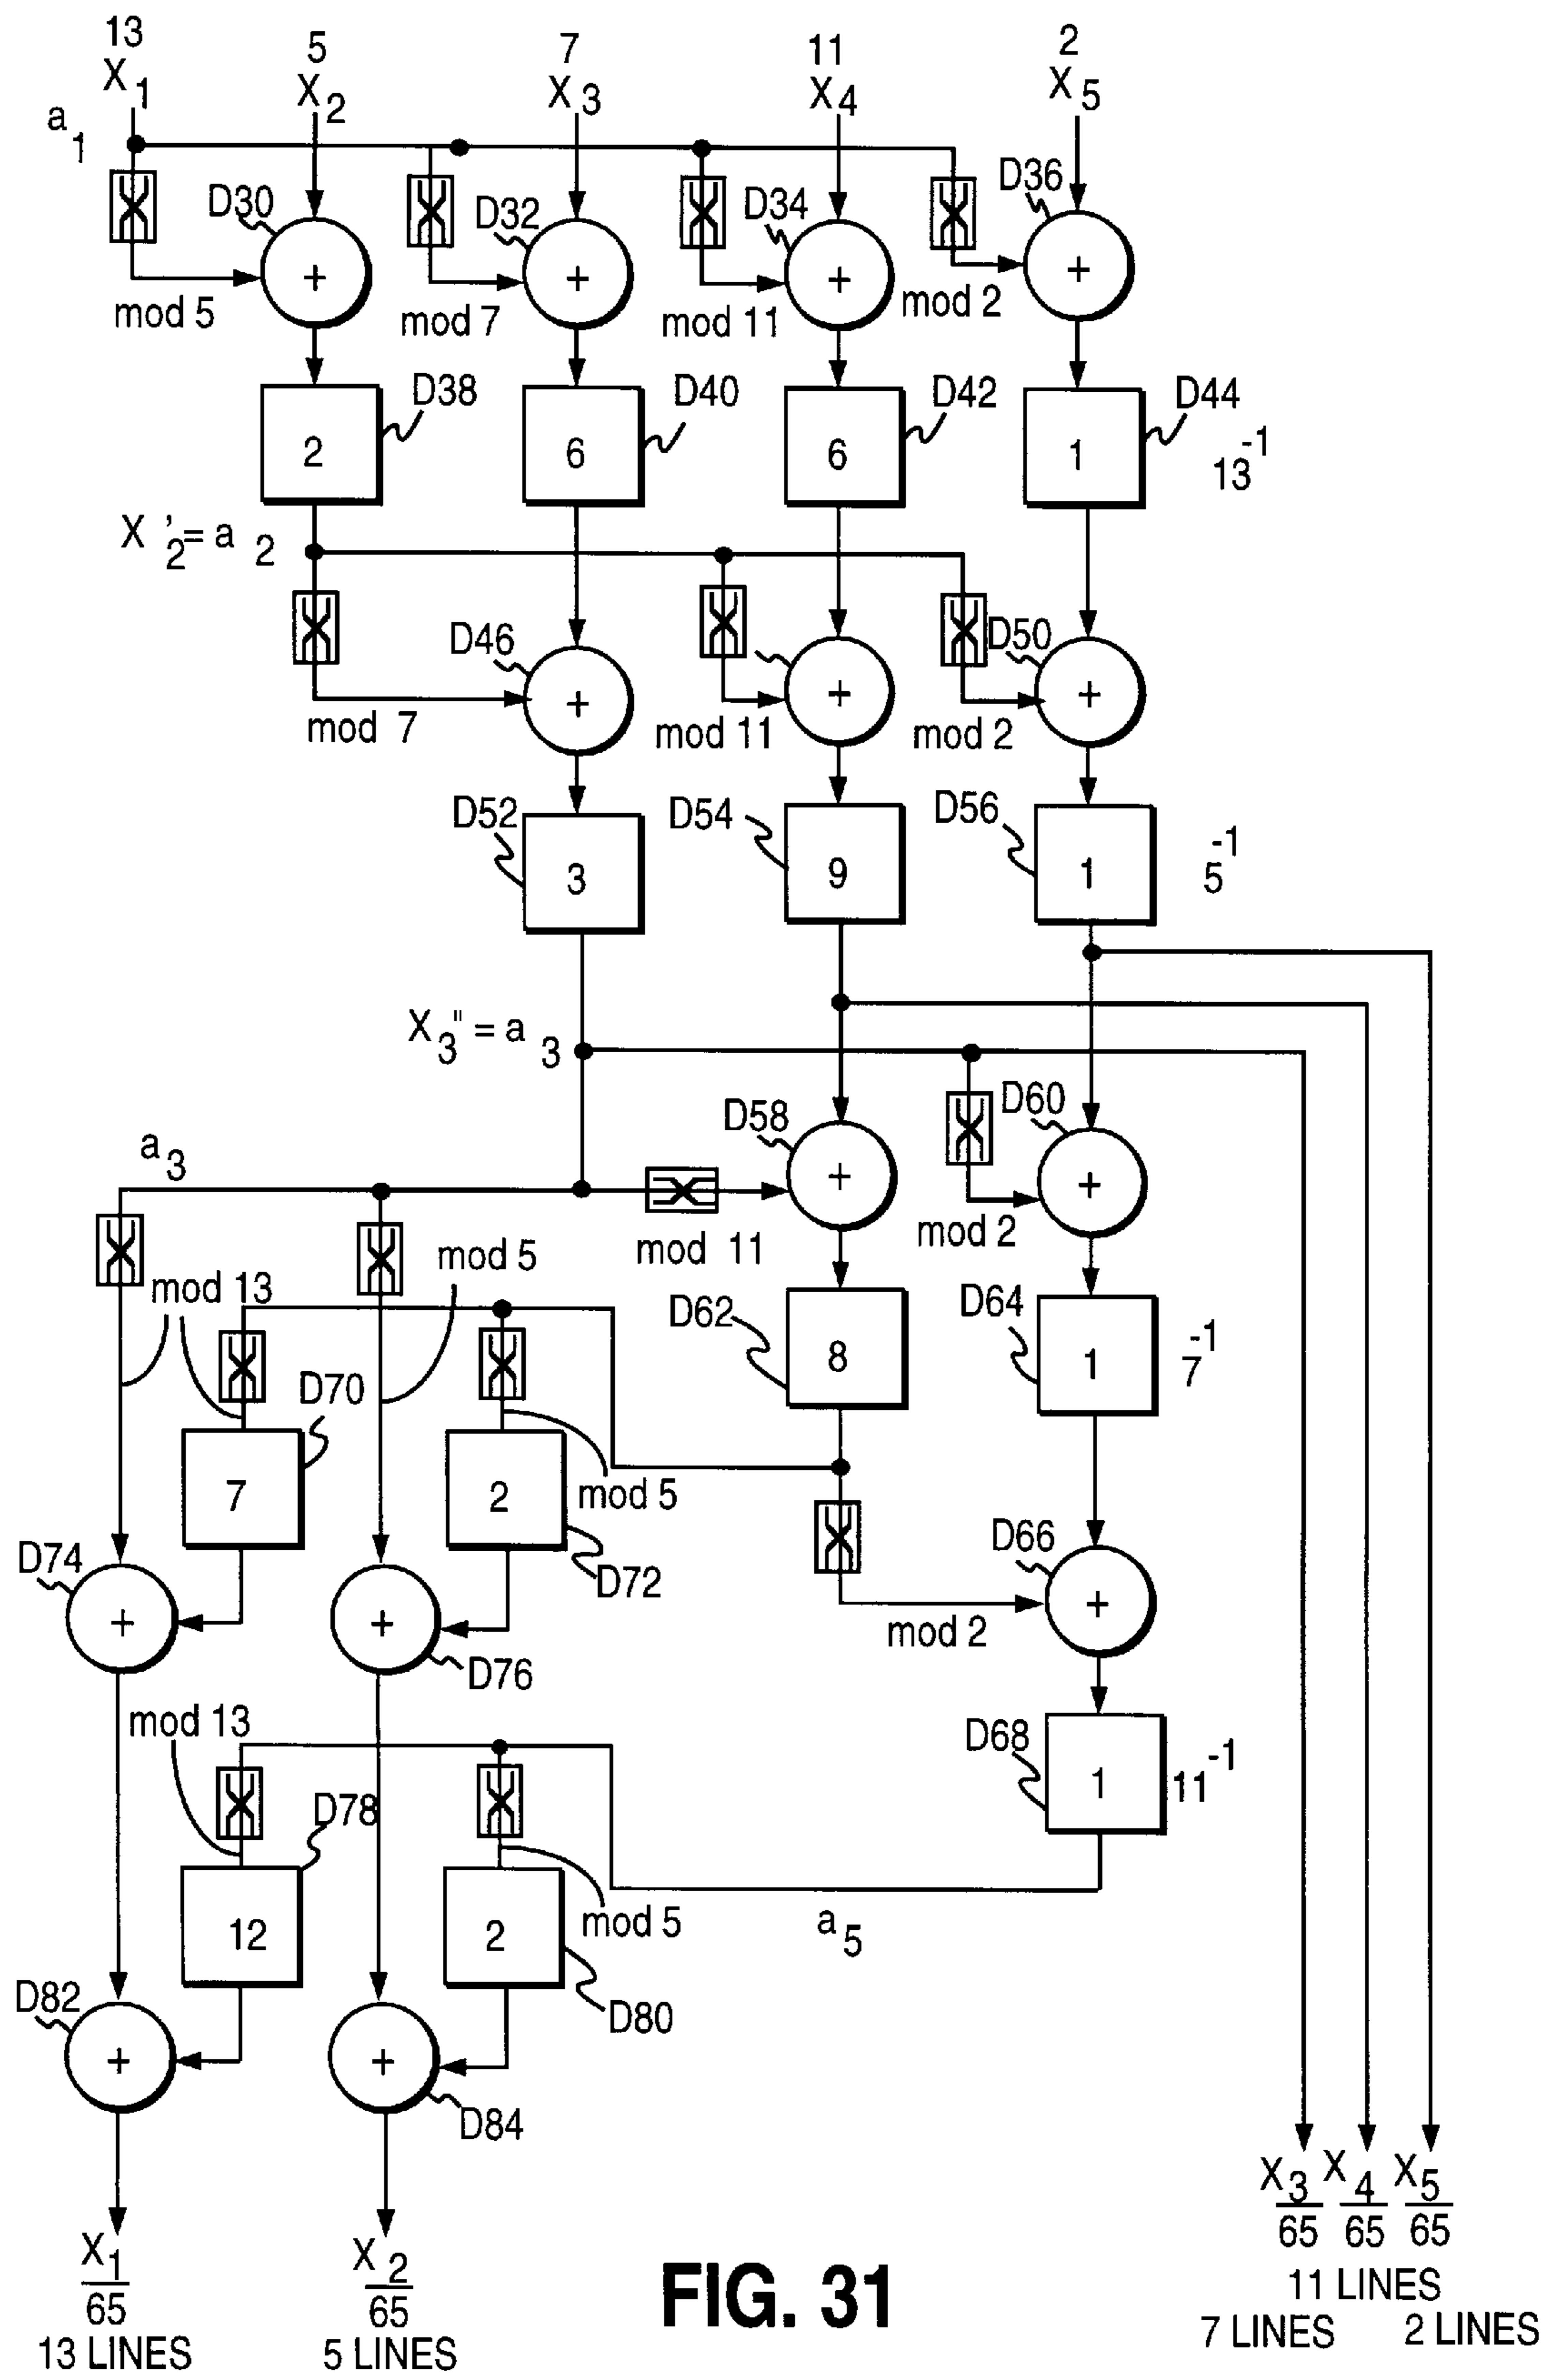 13 5 7 11 2
X1 X2 X3 X4 X5
a1
D30 D32 D34 D36
+ + + +
mod 5 mod 7 mod 11 mod 2
D38 D40 D42 D44
2 6 6 1 13-1
X'2 = a2
D46 D50
+ + +
mod 7 mod 11 mod 2
D52 D54 D56
3 9 1 5-1
X3" = a3
D58 D60
a3
+ +
mod 11 mod 2
mod 13 mod 5
D62 D64
8 1 7-1
D70
7 2 mod 5
D72
D74 D66
+ + +
mod 2
D76
mod 13
D68
1 11-1
D78
12 2 mod 5 a5
D80
D82
+ +
D84
X1/65 X2/65 X3/65 X4/65 X5/65
13 LINES 5 LINES 7 LINES 11 LINES 2 LINES
FIG. 31